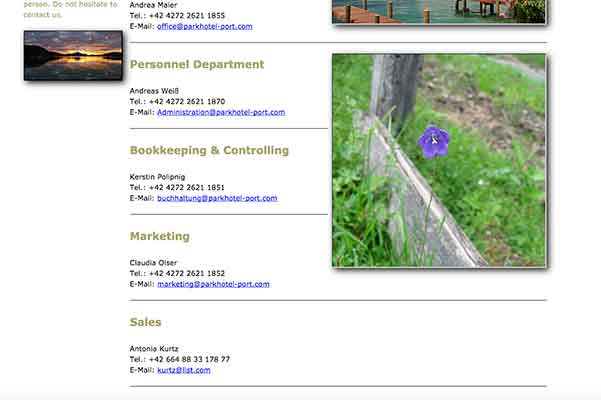 person. Do not hesitate to
contact us.
Andrea Maier
Tel.: +42 4272 2621 1855
E-Mail: office@parkhotel-port.com
Personnel Department
Andreas Weiß
Tel.: +42 4272 2621 1870
E-Mail: Administration@parkhotel-port.com
Bookkeeping & Controlling
Kerstin Polipnig
Tel.: +42 4272 2621 1851
E-Mail: buchhaltung@parkhotel-port.com
Marketing
Claudia Olser
Tel.: +42 4272 2621 1852
E-Mail: marketing@parkhotel-port.com
Sales
Antonia Kurtz
Tel.: +42 664 88 33 178 77
E-Mail: kurtz@list.com